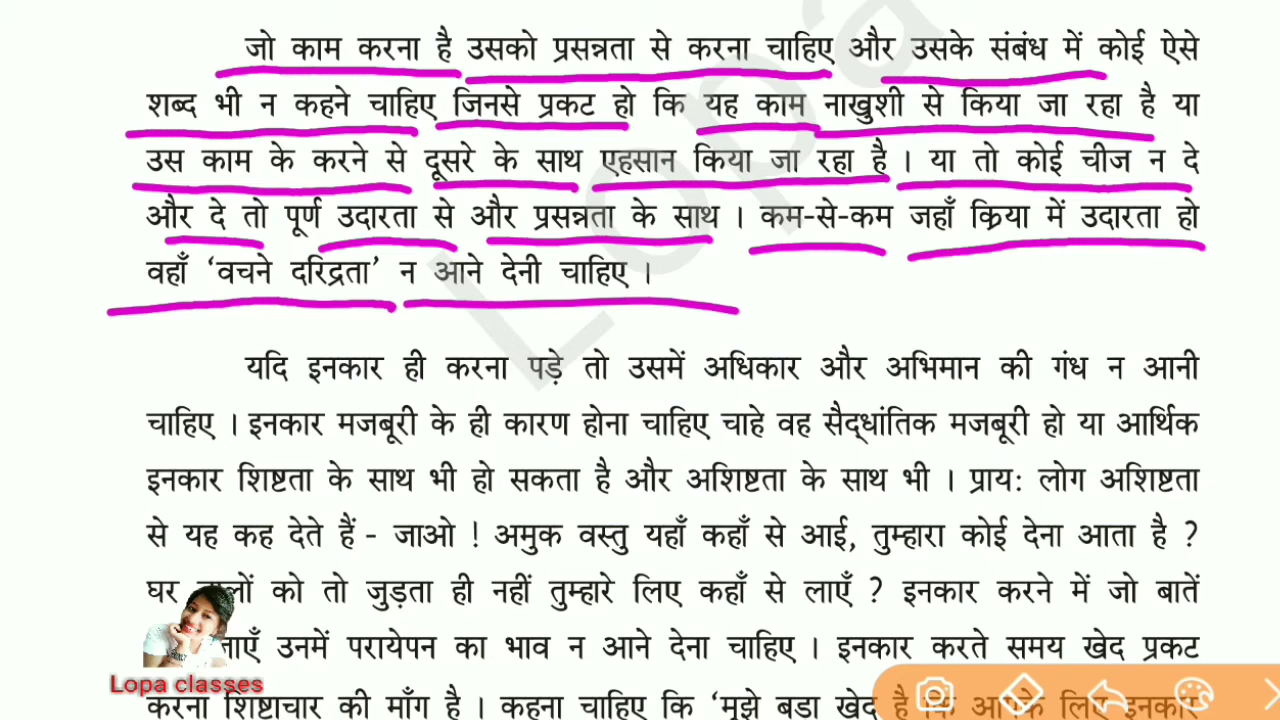 जो काम करना है उसको प्रसन्नता से करना चाहिए और उसके संबंध में कोई ऐसे
शब्द भी न कहने चाहिए जिनसे प्रकट हो कि यह काम नाखुशी से किया जा रहा है या
उस काम के करने से दूसरे के साथ एहसान किया जा रहा है । या तो कोई चीज न दे
और दे तो पूर्ण उदारता से और प्रसन्नता के साथ । कम-से-कम जहाँ क्रिया में उदारता हो
वहाँ ‘वचने दरिद्रता’ न आने देनी चाहिए ।
यदि इनकार ही करना पड़े तो उसमें अधिकार और अभिमान की गंध न आनी
चाहिए । इनकार मजबूरी के ही कारण होना चाहिए चाहे वह सैद्धांतिक मजबूरी हो या आर्थिक
इनकार शिष्टता के साथ भी हो सकता है और अशिष्टता के साथ भी । प्राय: लोग अशिष्टता
से यह कह देते हैं - जाओ ! अमुक वस्तु यहाँ कहाँ से आई, तुम्हारा कोई देना आता है ?
घर को तो जुड़ता ही नहीं तुम्हारे लिए कहाँ से लाएँ ? इनकार करने में जो बातें
उनमें परायेपन का भाव न आने देना चाहिए । इनकार करते समय खेद प्रकट
करना शिष्टाचार की माँग है । कहना चाहिए कि ‘मुझे बड़ा खेद है
Lopa classes
Lopa